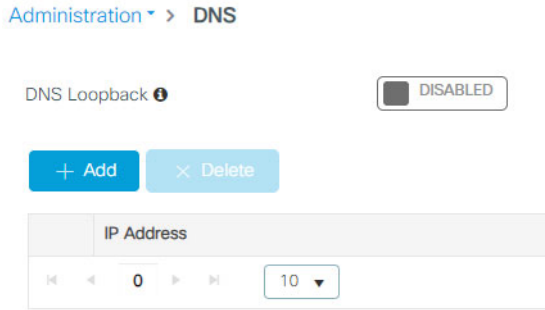 Administration > DNS
DNS Loopback
DISABLED
+ Add
× Delete
IP Address
0
10